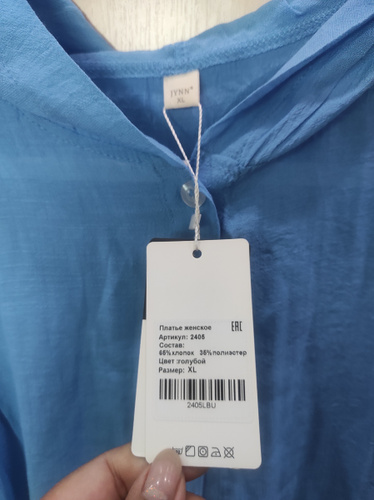 JYNN®
XL
Платье женское
EAC
Артикул: 2405
Состав:
65%хлопок 35%полиэстер
Цвет :голубой
Размер: XL
2405LBU